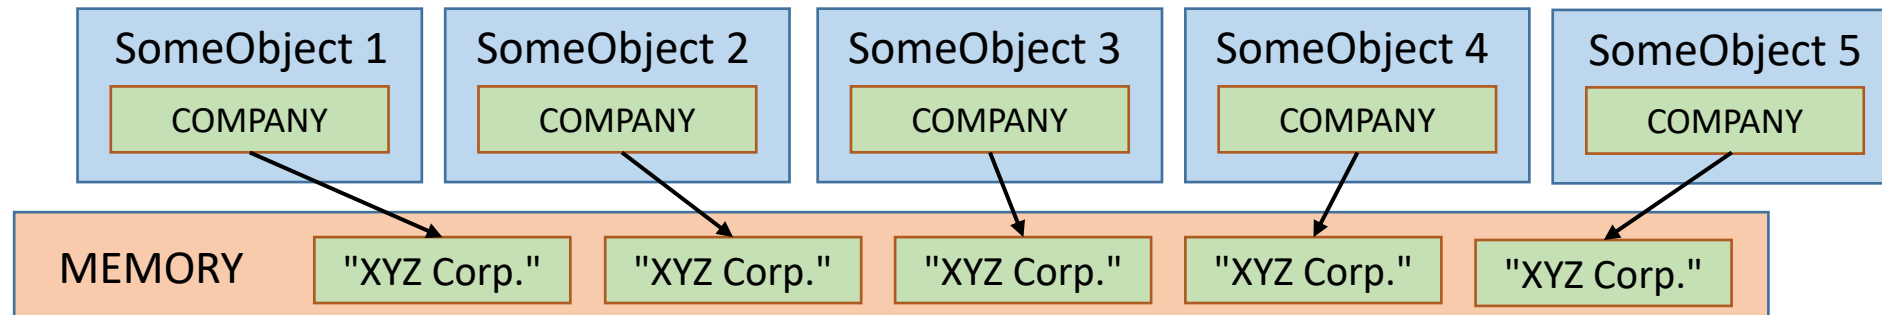 SomeObject 1 SomeObject 2 SomeObject 3 SomeObject 4 SomeObject 5
COMPANY COMPANY COMPANY COMPANY COMPANY
MEMORY "XYZ Corp." "XYZ Corp." "XYZ Corp." "XYZ Corp." "XYZ Corp."